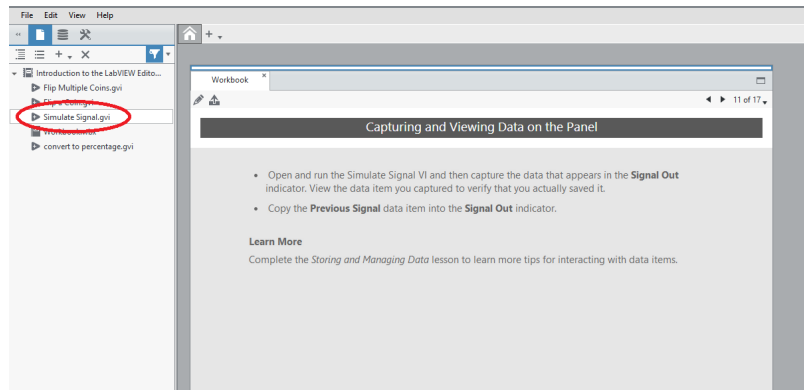 File Edit View Help
Introduction to the LabVIEW Edito...
Flip Multiple Coins.gvi
Simulate Signal.gvi
convert to percentage.gvi
Workbook
11 of 17
Capturing and Viewing Data on the Panel
• Open and run the Simulate Signal VI and then capture the data that appears in the Signal Out
indicator. View the data item you captured to verify that you actually saved it.
• Copy the Previous Signal data item into the Signal Out indicator.
Learn More
Complete the Storing and Managing Data lesson to learn more tips for interacting with data items.